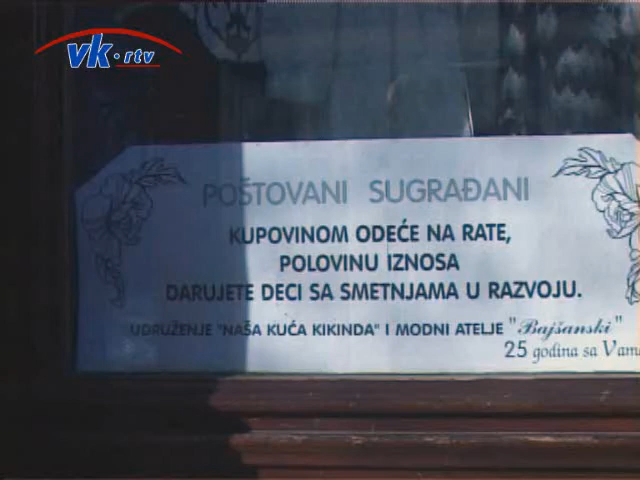 vk·rtv
POŠTOVANI SUGRAĐANI
KUPOVINOM ODEĆE NA RATE,
POLOVINU IZNOSA
DARUJETE DECI SA SMETNJAMA U RAZVOJU.
UDRUŽENJE "NAŠA KUĆA KIKINDA" I MODNI ATELJE "Bajšanski"
25 godina sa Vama